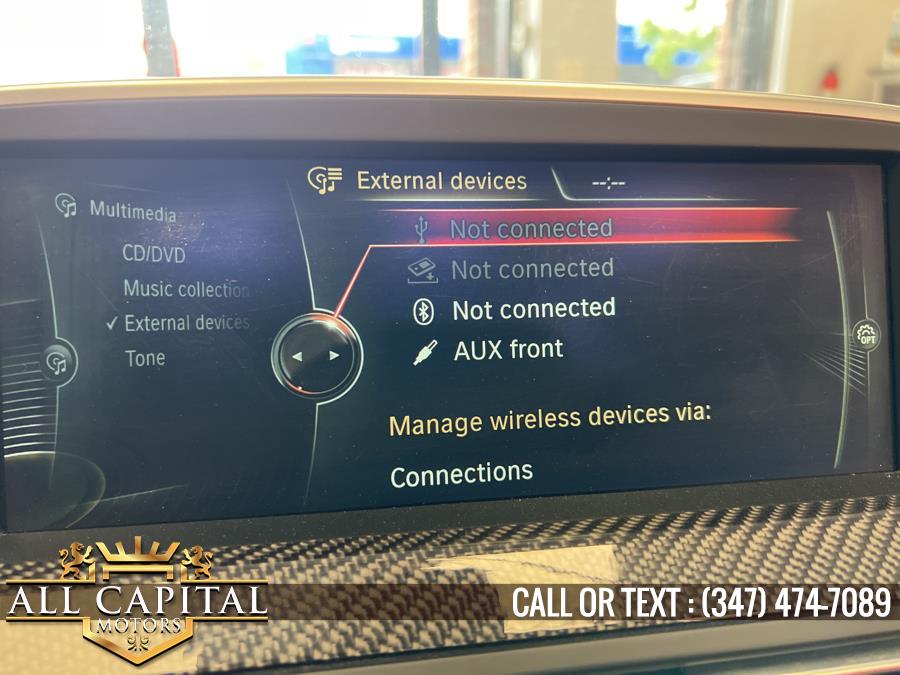 External devices
--:--
Multimedia
CD/DVD
Music collection
External devices
Tone
Not connected
Not connected
Not connected
AUX front
OPT
Manage wireless devices via:
Connections
ALL CAPITAL
MOTORS
CALL OR TEXT : (347) 474-7089